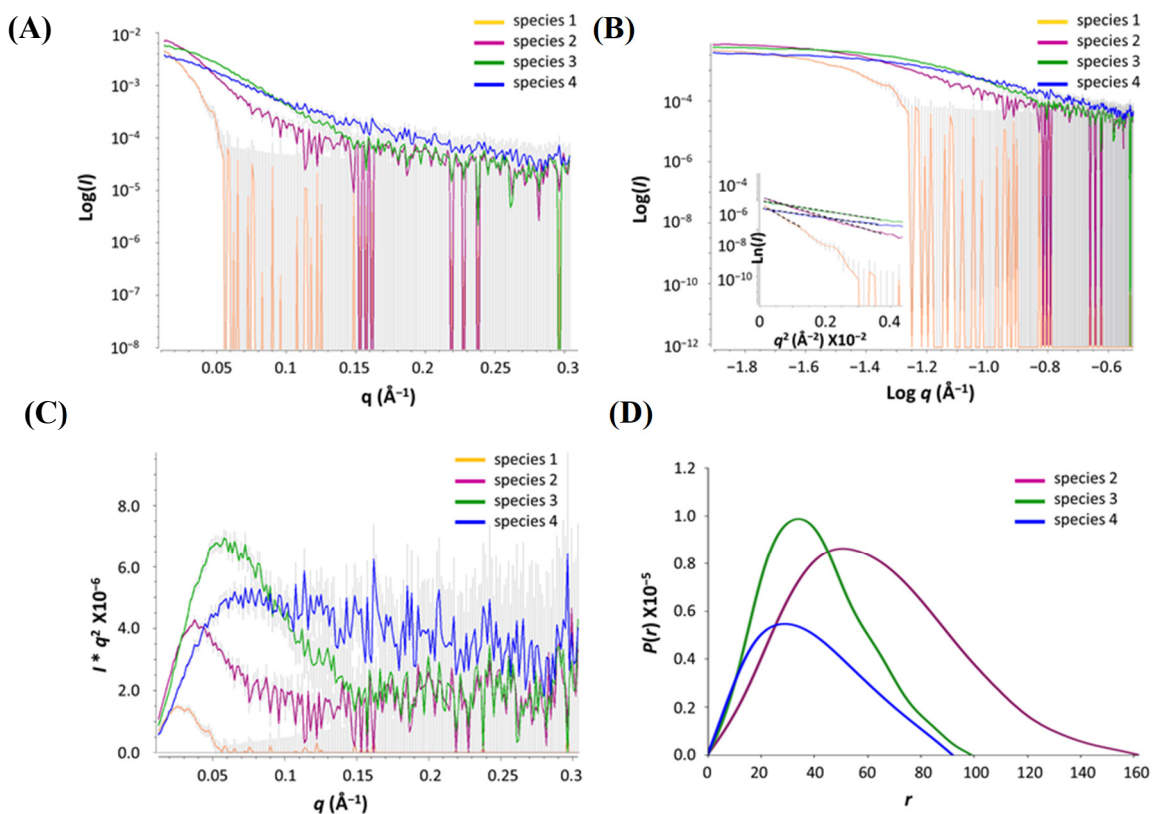 (A)
species 1
species 2
species 3
species 4
10⁻²
10⁻³
10⁻⁴
10⁻⁵
10⁻⁶
10⁻⁷
10⁻⁸
Log(I)
0.05 0.1 0.15 0.2 0.25 0.3
q (Å⁻¹)
(B)
species 1
species 2
species 3
species 4
10⁻⁴
10⁻⁶
10⁻⁸
10⁻¹⁰
10⁻¹²
Log(I)
10⁻⁴
10⁻⁶
10⁻⁸
10⁻¹⁰
Ln(I)
0 0.2 0.4
q² (Å⁻²) X10⁻²
−1.8 −1.6 −1.4 −1.2 −1.0 −0.8 −0.6
Log q (Å⁻¹)
(C)
species 1
species 2
species 3
species 4
8.0
6.0
4.0
2.0
0.0
I * q² X10⁻⁶
0.05 0.1 0.15 0.2 0.25 0.3
q (Å⁻¹)
(D)
species 2
species 3
species 4
1.2
1.0
0.8
0.6
0.4
0.2
0.0
P(r) X10⁻⁵
0 20 40 60 80 100 120 140 160
r